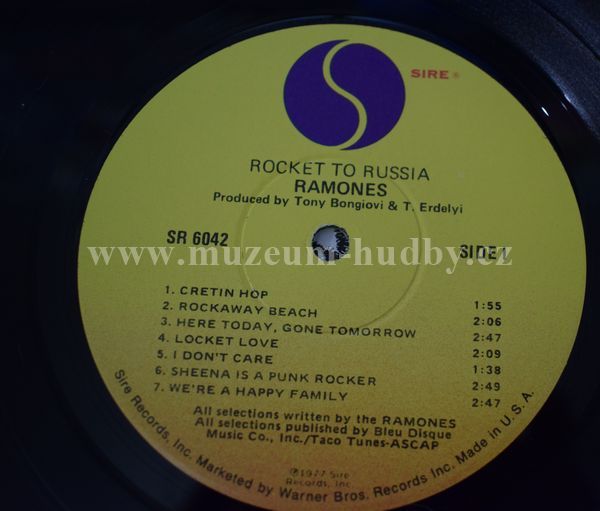 SIRE ®
ROCKET TO RUSSIA
RAMONES
Produced by Tony Bongiovi & T. Erdelyi
SR 6042
SIDE 1
www.muzeum-hudby.cz
1. CRETIN HOP 1:55
2. ROCKAWAY BEACH 2:06
3. HERE TODAY, GONE TOMORROW 2:47
4. LOCKET LOVE 2:09
5. I DON'T CARE 1:38
6. SHEENA IS A PUNK ROCKER 2:49
7. WE'RE A HAPPY FAMILY 2:47
All selections written by the RAMONES
All selections published by Bleu Disque
Music Co., Inc./Taco Tunes-ASCAP
℗1977 Sire
Records, Inc.
Sire Records, Inc. Marketed by Warner Bros. Records Inc. Made in U.S.A.